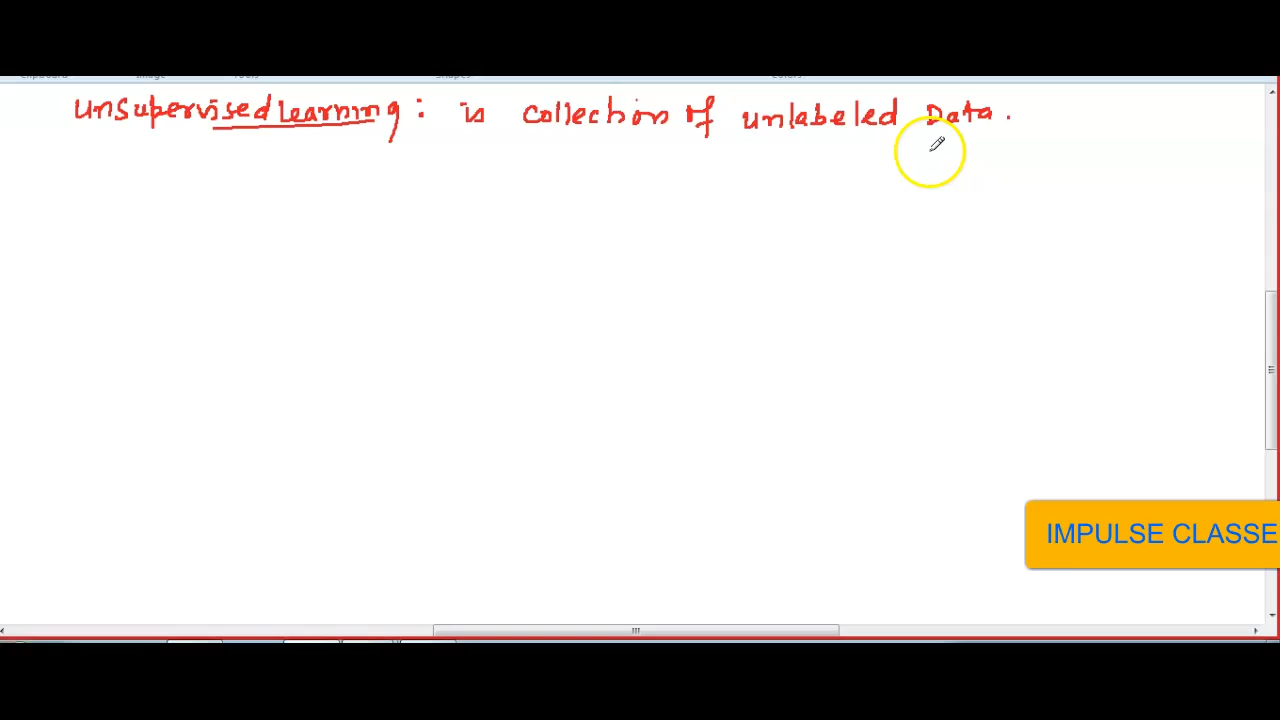 Unsupervised Learning : is collection of unlabeled Data .
IMPULSE CLASSE